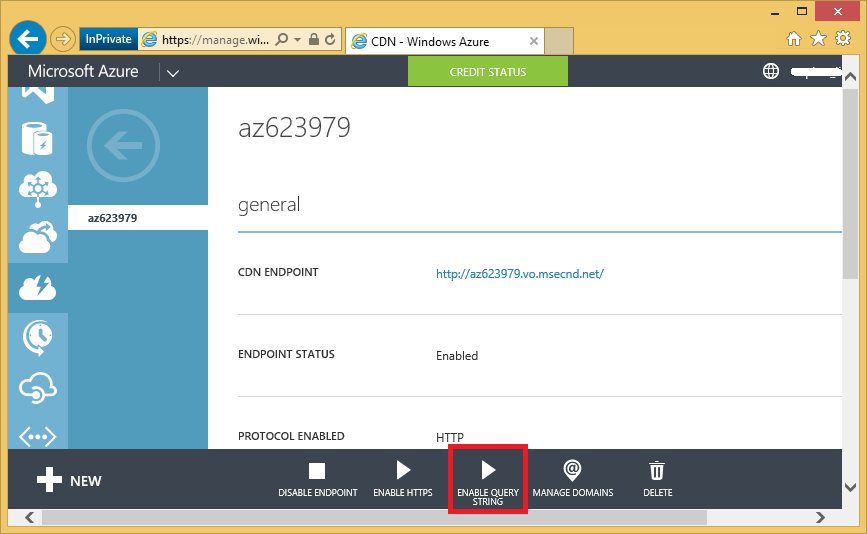 InPrivate
https://manage.wi...
CDN - Windows Azure
Microsoft Azure
CREDIT STATUS
az623979
az623979
general
CDN ENDPOINT
http://az623979.vo.msecnd.net/
ENDPOINT STATUS
Enabled
PROTOCOL ENABLED
HTTP
NEW
DISABLE ENDPOINT
ENABLE HTTPS
ENABLE QUERY
STRING
MANAGE DOMAINS
DELETE